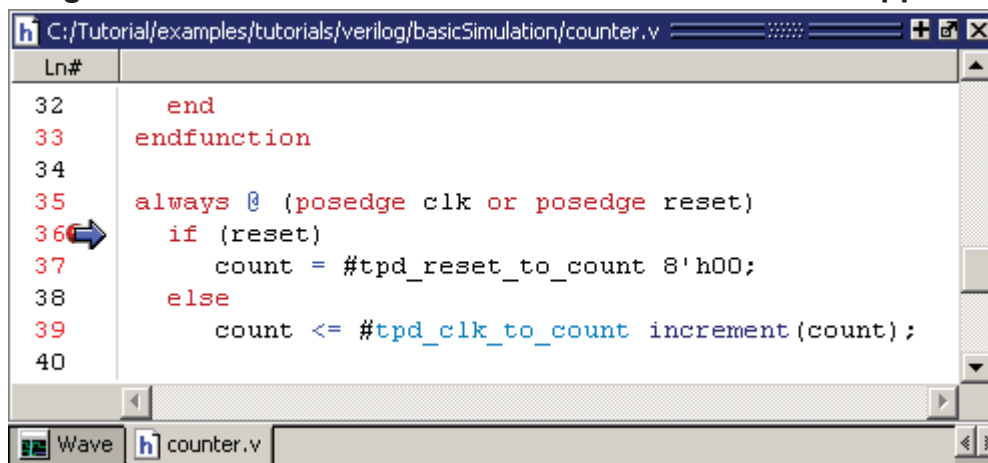 C:/Tutorial/examples/tutorials/verilog/basicSimulation/counter.v
Ln#
32 end
33 endfunction
34
35 always @ (posedge clk or posedge reset)
36 if (reset)
37 count = #tpd_reset_to_count 8'h00;
38 else
39 count <= #tpd_clk_to_count increment(count);
40
Wave h counter.v